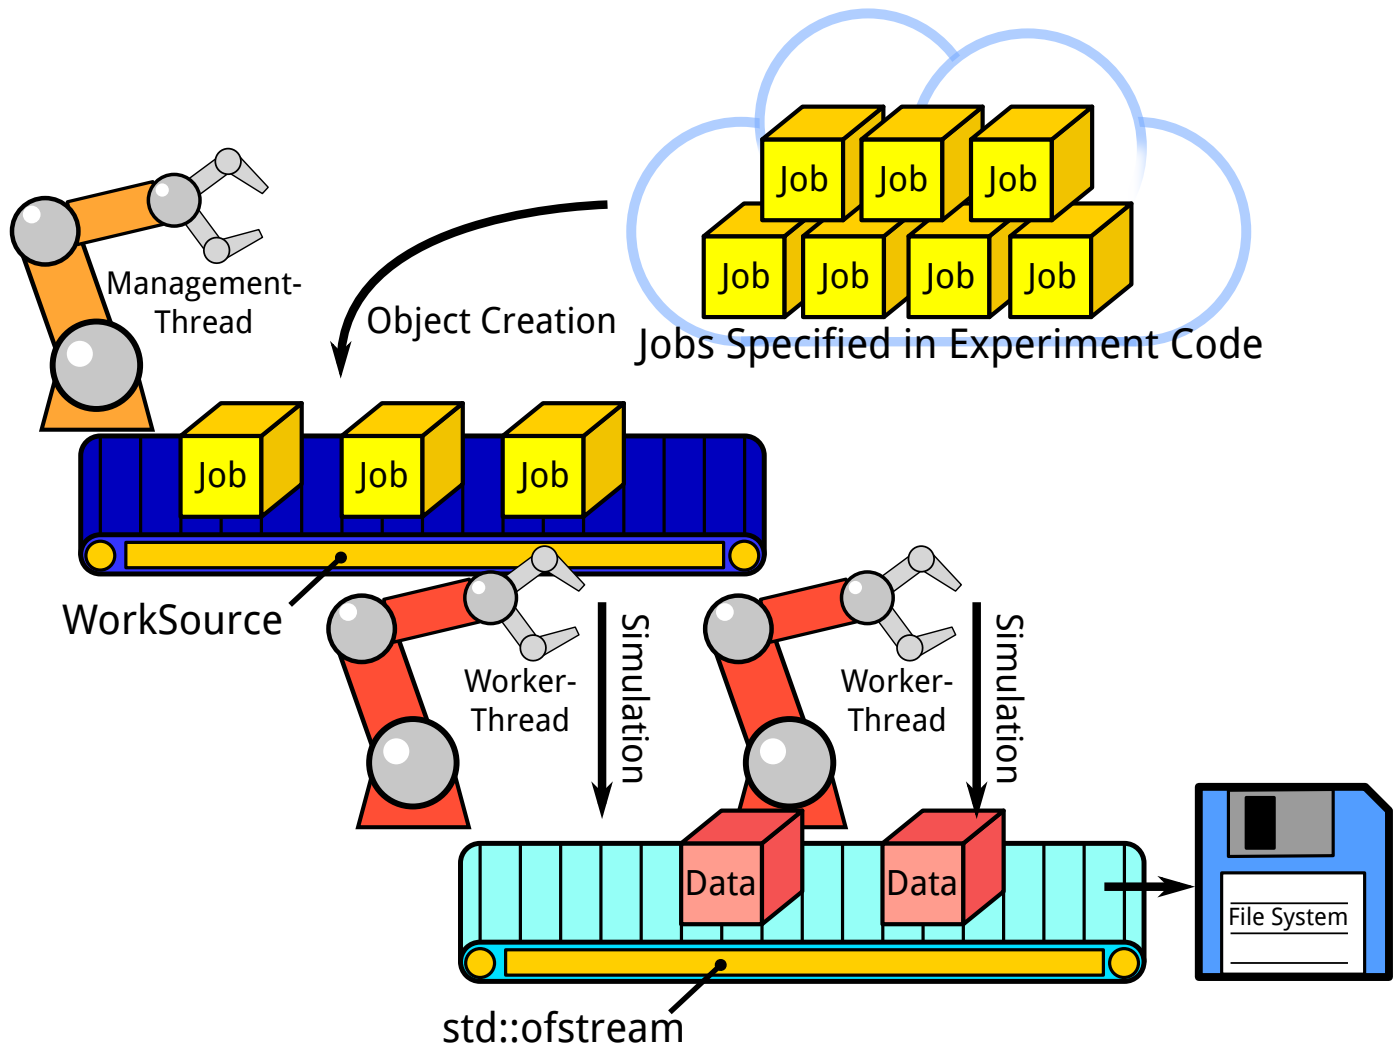 Job Job Job
Job Job Job Job
Jobs Specified in Experiment Code
Management-
Thread
Object Creation
Job Job Job
WorkSource
Worker-
Thread
Simulation
Worker-
Thread
Simulation
Data Data
File System
std::ofstream